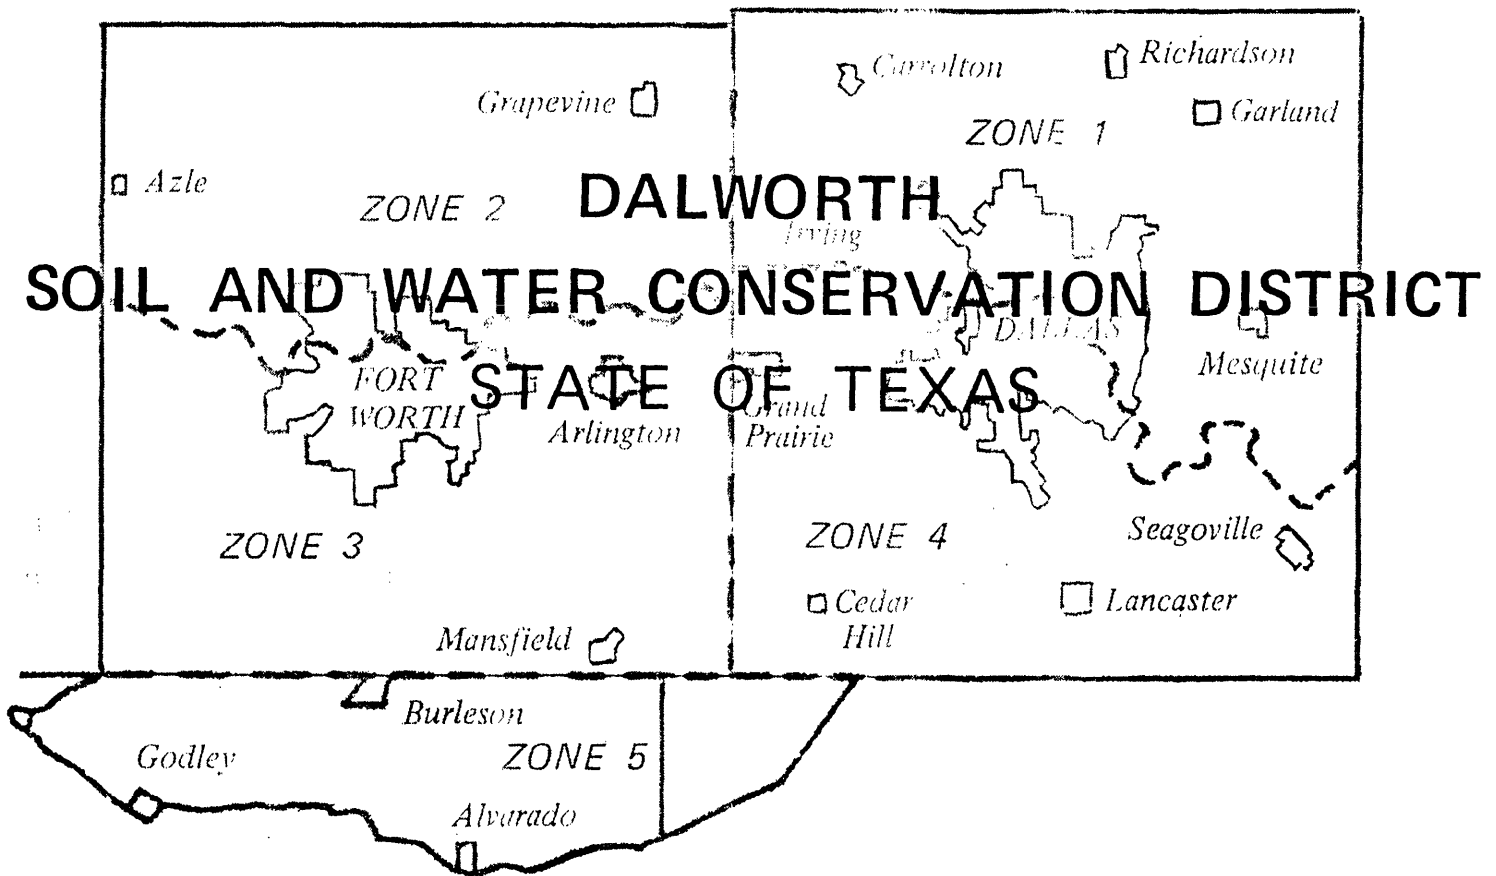 Richardson
Carrolton
Grapevine
Garland
ZONE 1
Azle
ZONE 2
DALWORTH
Irving
SOIL AND WATER CONSERVATION DISTRICT
DALLAS
Mesquite
FORT
WORTH
STATE OF TEXAS
Arlington
Grand
Prairie
ZONE 3
ZONE 4
Seagoville
Cedar
Hill
Lancaster
Mansfield
Burleson
Godley
ZONE 5
Alvarado